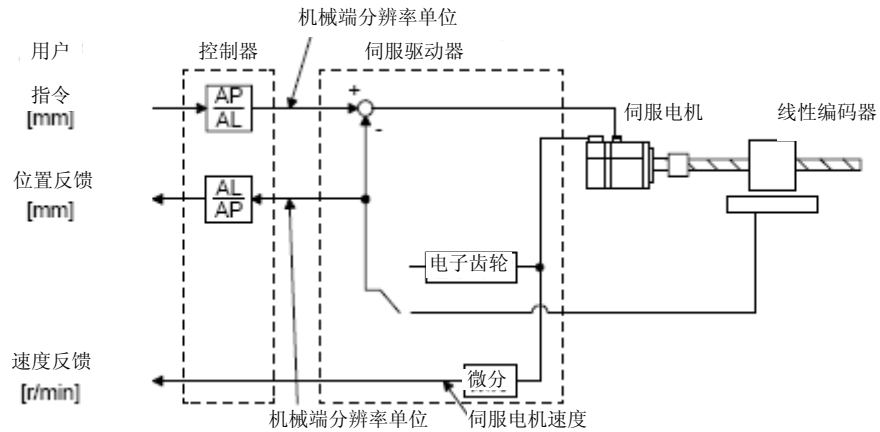 机械端分辨率单位
用户
控制器
伺服驱动器
指令
[mm]
AP
AL
+
-
伺服电机
线性编码器
位置反馈
[mm]
AL
AP
电子齿轮
速度反馈
[r/min]
微分
机械端分辨率单位
伺服电机速度